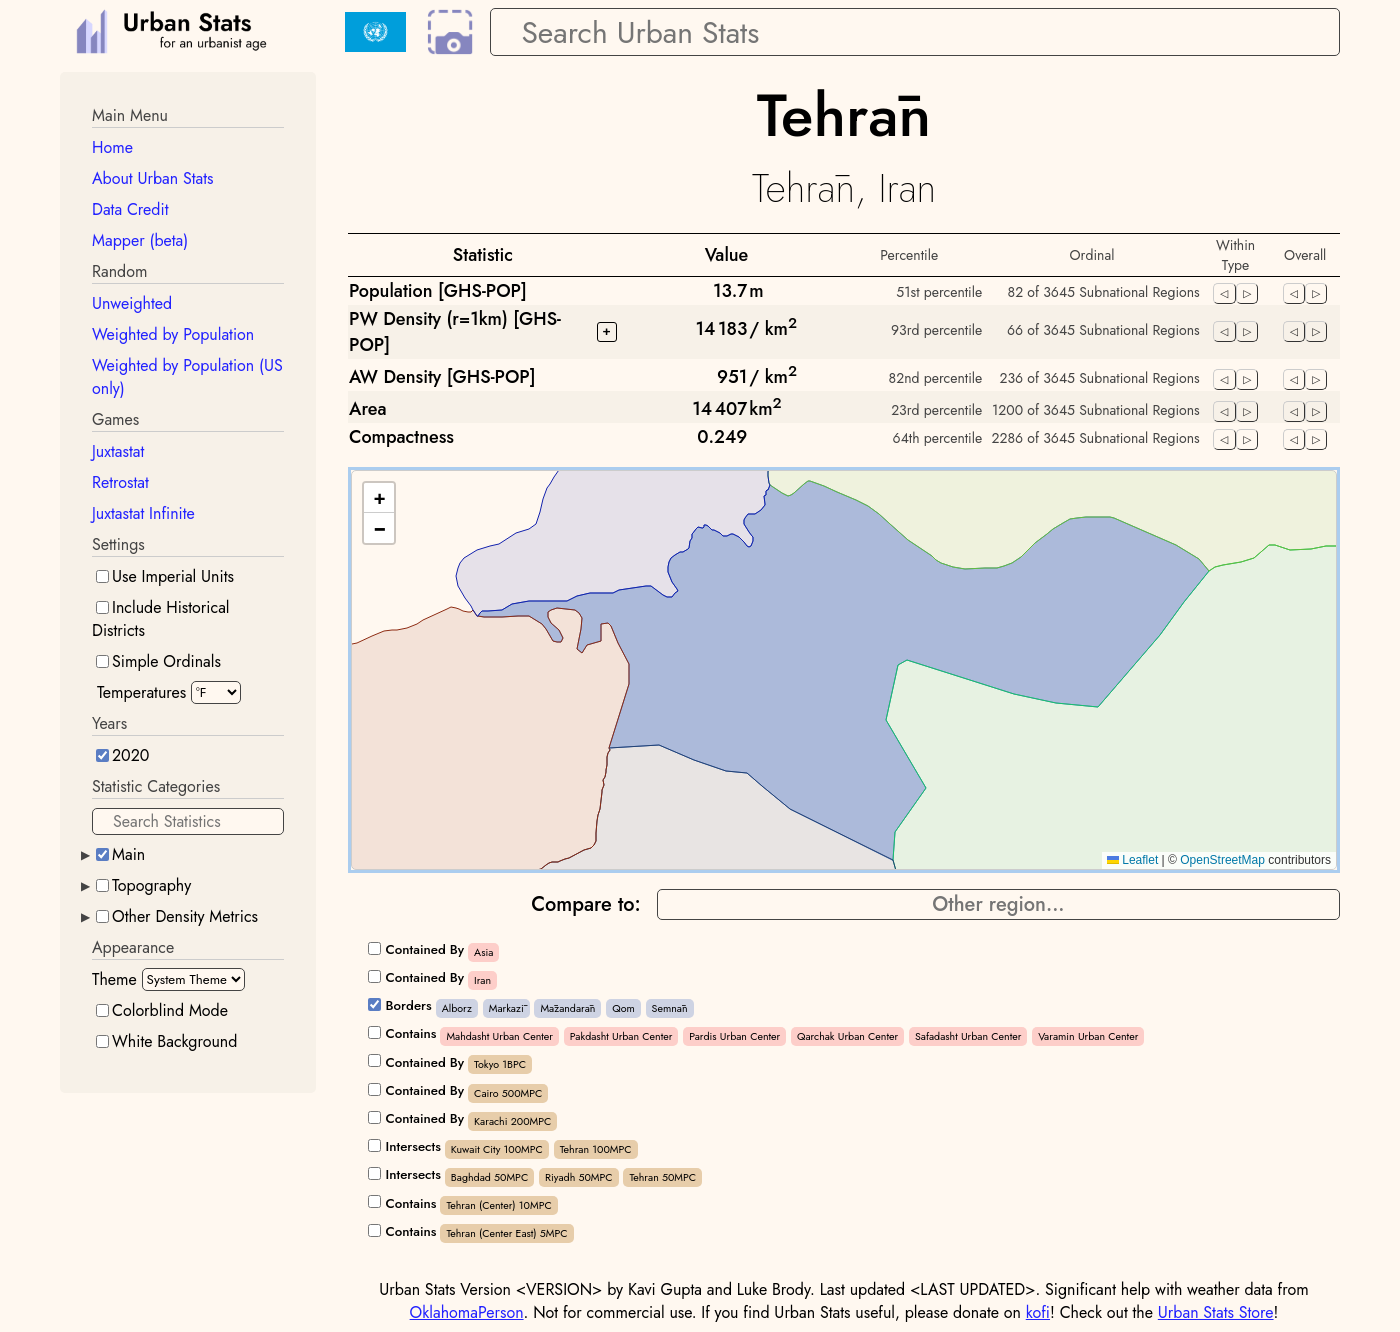 Urban Stats
for an urbanist age
Search Urban Stats
Main Menu
Home
About Urban Stats
Data Credit
Mapper (beta)
Random
Unweighted
Weighted by Population
Weighted by Population (US
only)
Games
Juxtastat
Retrostat
Juxtastat Infinite
Settings
Use Imperial Units
Include Historical
Districts
Simple Ordinals
Temperatures °F
Years
2020
Statistic Categories
Search Statistics
Main
Topography
Other Density Metrics
Appearance
Theme System Theme
Colorblind Mode
White Background
Tehrān
Tehrān, Iran
Statistic Value Percentile Ordinal Within Type Overall
Population [GHS-POP] 13.7 m 51st percentile 82 of 3645 Subnational Regions
PW Density (r=1km) [GHS-POP] + 14 183 / km² 93rd percentile 66 of 3645 Subnational Regions
AW Density [GHS-POP] 951 / km² 82nd percentile 236 of 3645 Subnational Regions
Area 14 407 km² 23rd percentile 1200 of 3645 Subnational Regions
Compactness 0.249 64th percentile 2286 of 3645 Subnational Regions
+
−
Leaflet | © OpenStreetMap contributors
Compare to: Other region...
Contained By Asia
Contained By Iran
Borders Alborz Markazī Māzandarān Qom Semnān
Contains Mahdasht Urban Center Pakdasht Urban Center Pardis Urban Center Qarchak Urban Center Safadasht Urban Center Varamin Urban Center
Contained By Tokyo 1BPC
Contained By Cairo 500MPC
Contained By Karachi 200MPC
Intersects Kuwait City 100MPC Tehran 100MPC
Intersects Baghdad 50MPC Riyadh 50MPC Tehran 50MPC
Contains Tehran (Center) 10MPC
Contains Tehran (Center East) 5MPC
Urban Stats Version <VERSION> by Kavi Gupta and Luke Brody. Last updated <LAST UPDATED>. Significant help with weather data from
OklahomaPerson. Not for commercial use. If you find Urban Stats useful, please donate on kofi! Check out the Urban Stats Store!